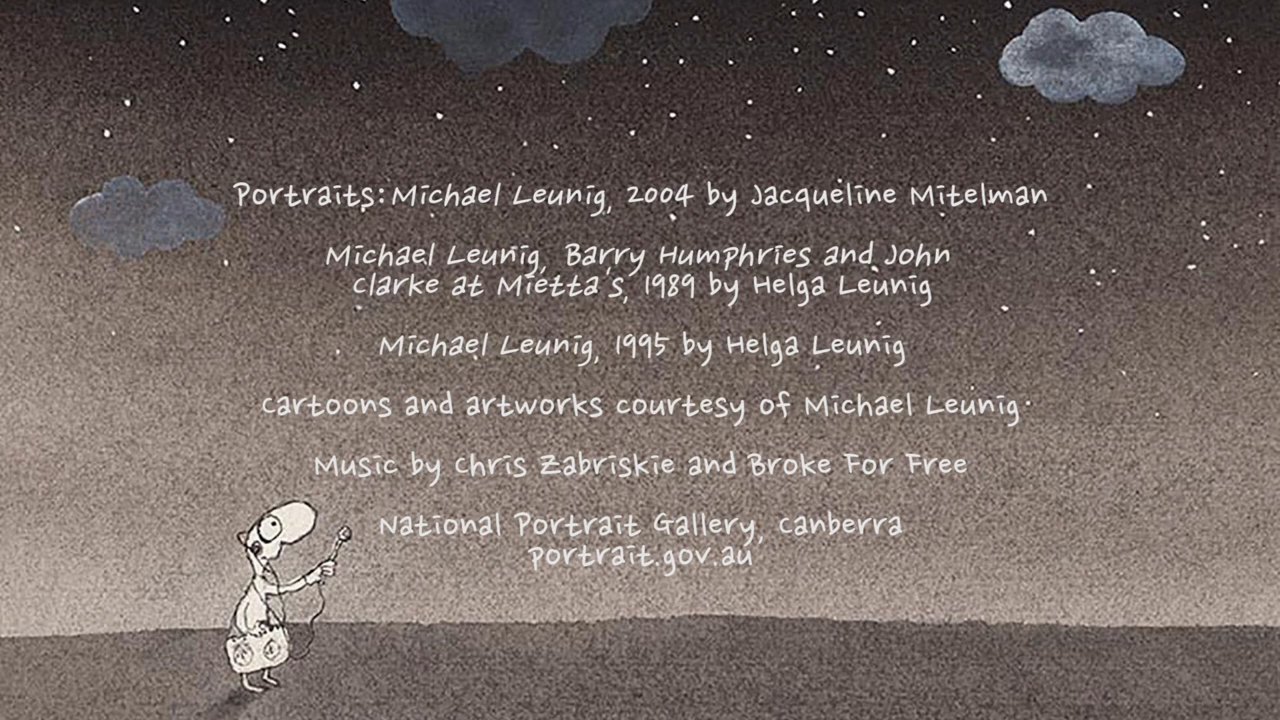 Portraits: Michael Leunig, 2004 by Jacqueline Mitelman
Michael Leunig, Barry Humphries and John
Clarke at Mietta's, 1989 by Helga Leunig
Michael Leunig, 1995 by Helga Leunig
Cartoons and artworks courtesy of Michael Leunig
Music by Chris Zabriskie and Broke For Free
National Portrait Gallery, Canberra
portrait.gov.au